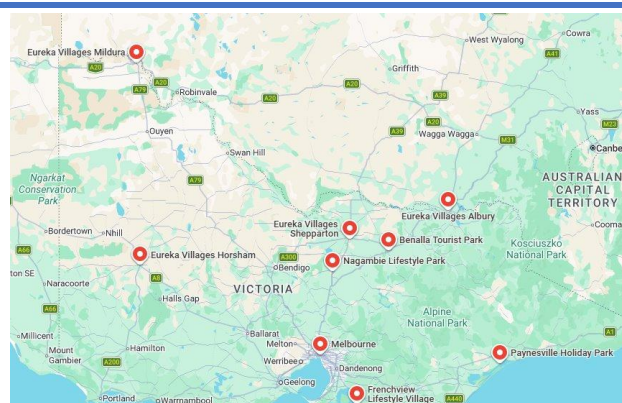 West Wyalong
Cowra
A41
Eureka Villages Mildura
A20
A20
Griffith
A79
Robinvale
A20
A39
Yass
A20
M23
Ouyen
A39
Wagga Wagga
M31
Canbe
Swan Hill
A79
AUSTRALIAN
CAPITAL
TERRITORY
Ngarkat
Conservation
Park
Eureka Villages Albury
Eureka Villages
Shepparton
Cooma
Bordertown
Nhill
Benalla Tourist Park
Kosciuszko
National Park
A66
Eureka Villages Horsham
A300
Nagambie Lifestyle Park
Bendigo
ton SE
A8
Naracoorte
VICTORIA
Halls Gap
A66
Alpine
National Park
Millicent
Ballarat
A1
Melton
Melbourne
Mount
Gambier
Hamilton
Paynesville Holiday Park
A200
Werribee
Dandenong
Geelong
Frenchview
Lifestyle Village
A440
Portland
Warrnambool